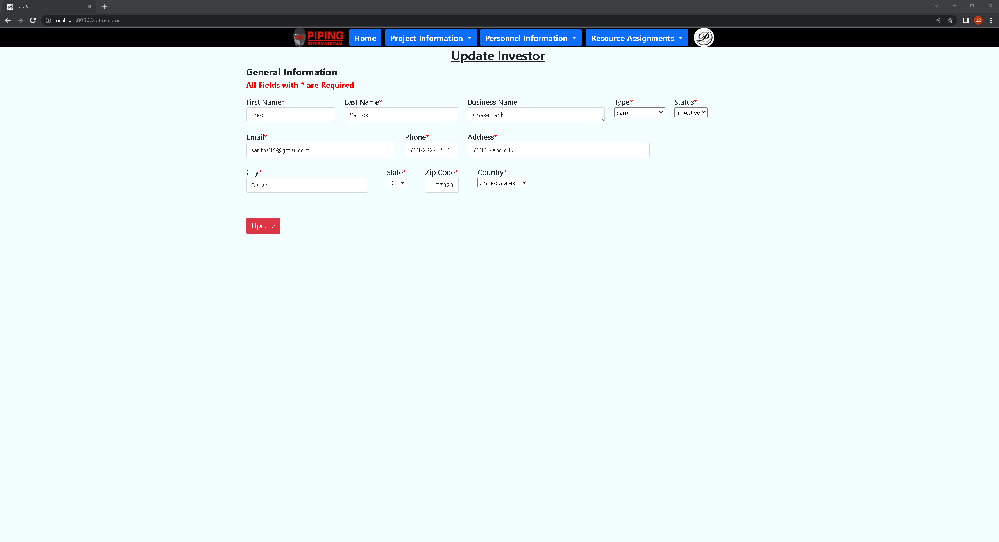 T.A.P.I.
localhost:8080/editInvestor
JZ
PIPING
INTERNATIONAL
Home
Project Information
Personnel Information
Resource Assignments
Update Investor
General Information
All Fields with * are Required
First Name* Last Name* Business Name Type* Status*
Fred Santos Chase Bank Bank In-Active
Email* Phone* Address*
santos34@gmail.com 713-232-3232 7132 Renold Dr.
City* State* Zip Code* Country*
Dallas TX 77323 United States
Update